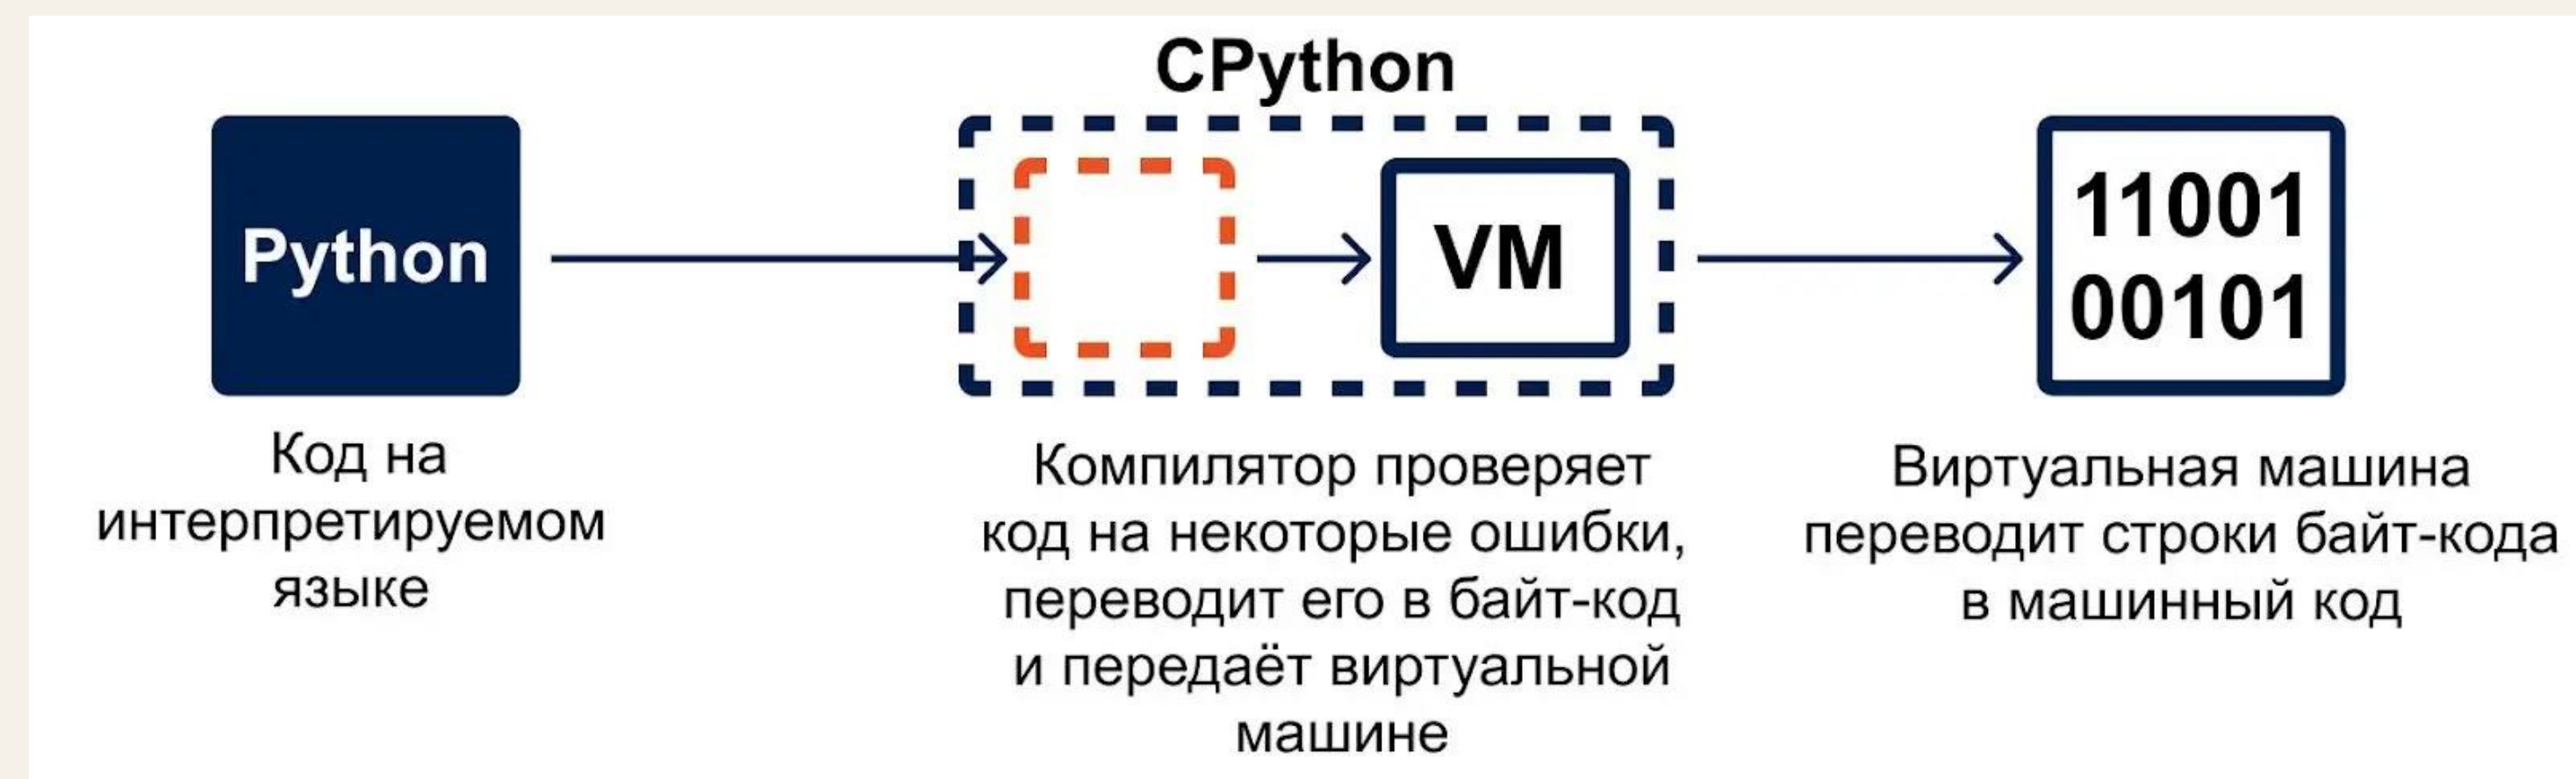 CPython
Python
VM
11001
00101
Код на
интерпретируемом
языке
Компилятор проверяет
код на некоторые ошибки,
переводит его в байт-код
и передаёт виртуальной
машине
Виртуальная машина
переводит строки байт-кода
в машинный код